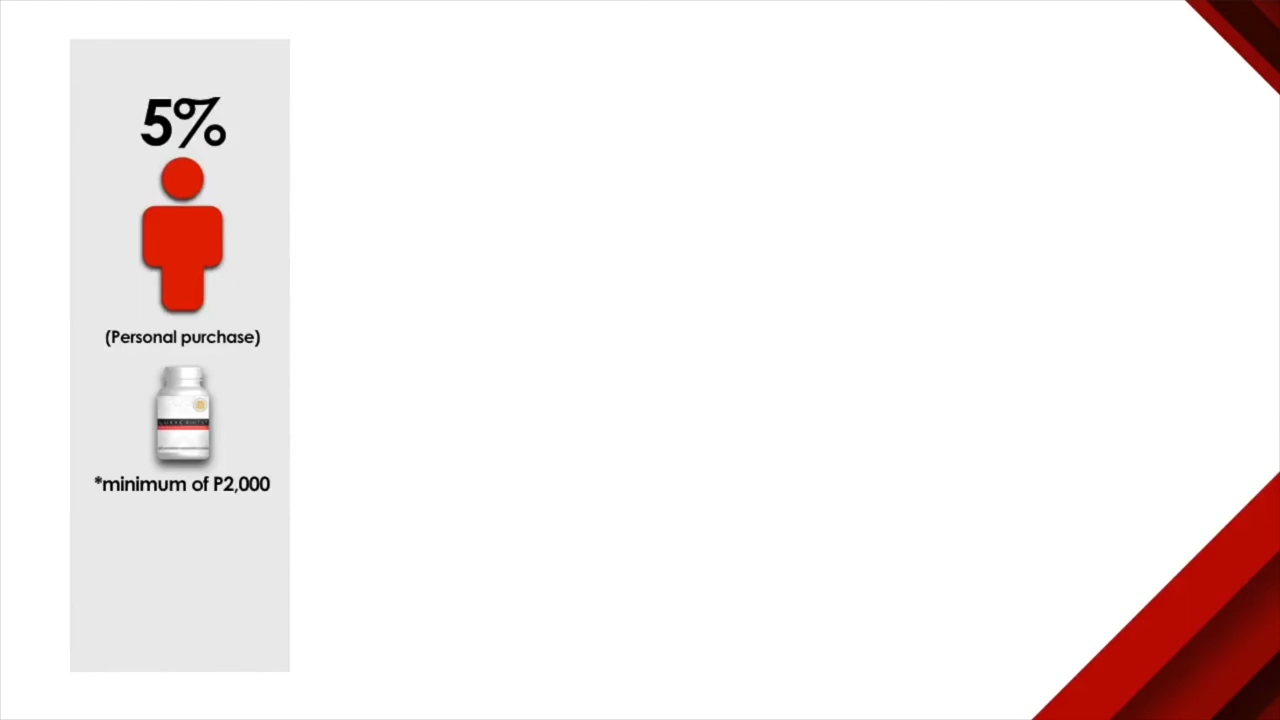 5%
(Personal purchase)
*minimum of P2,000